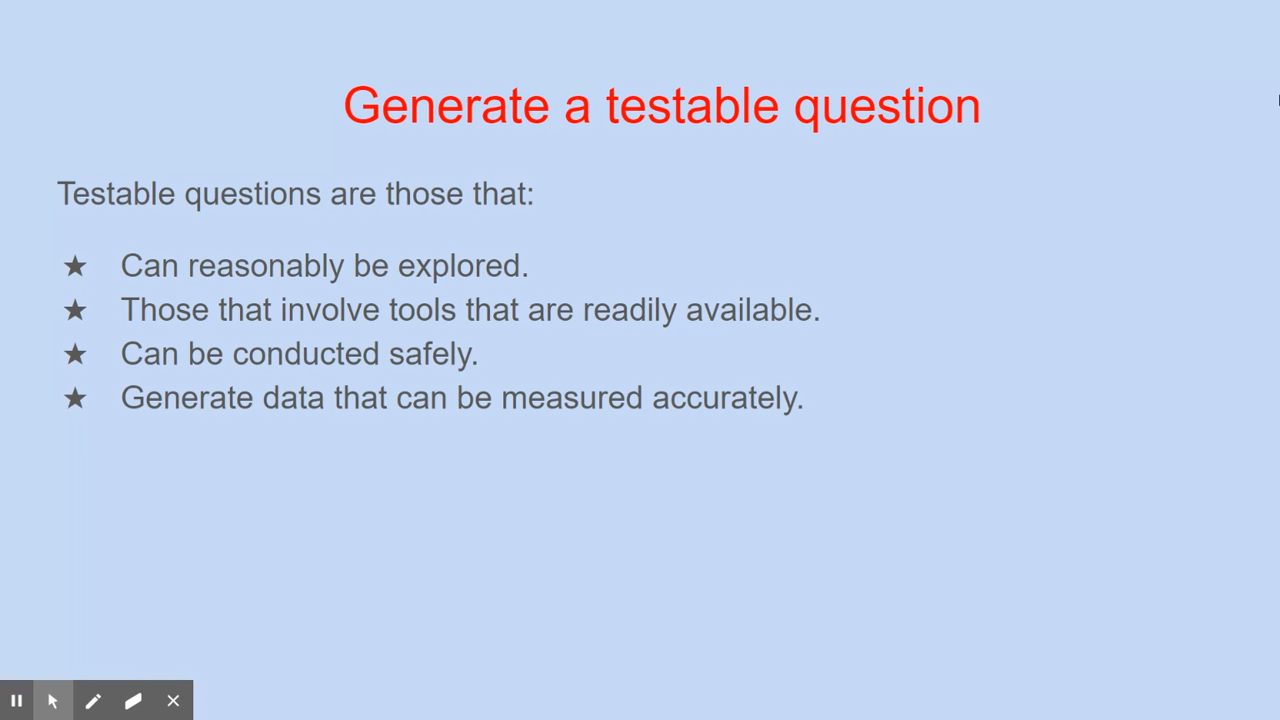 Generate a testable question
Testable questions are those that:
★ Can reasonably be explored.
★ Those that involve tools that are readily available.
★ Can be conducted safely.
★ Generate data that can be measured accurately.